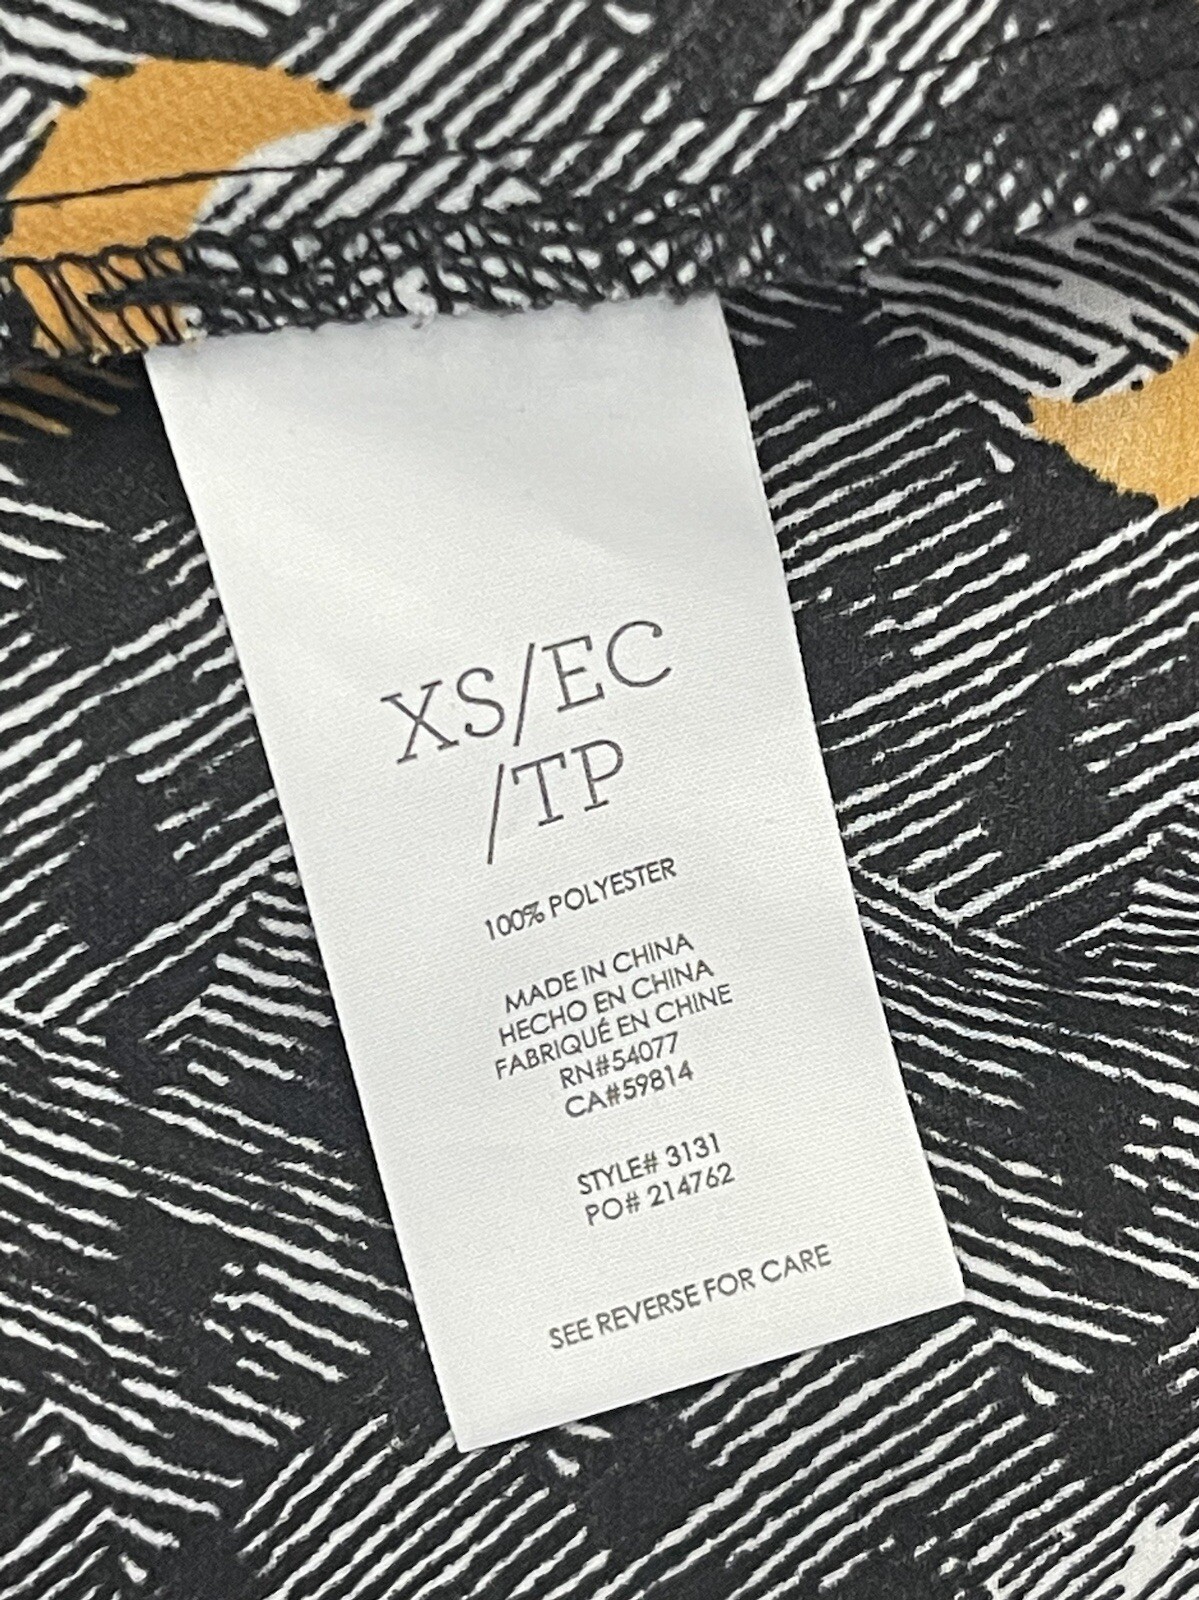 XS/EC
/TP
100% POLYESTER
MADE IN CHINA
HECHO EN CHINA
FABRIQUÉ EN CHINE
RN#54077
CA#59814
STYLE# 3131
PO# 214762
SEE REVERSE FOR CARE